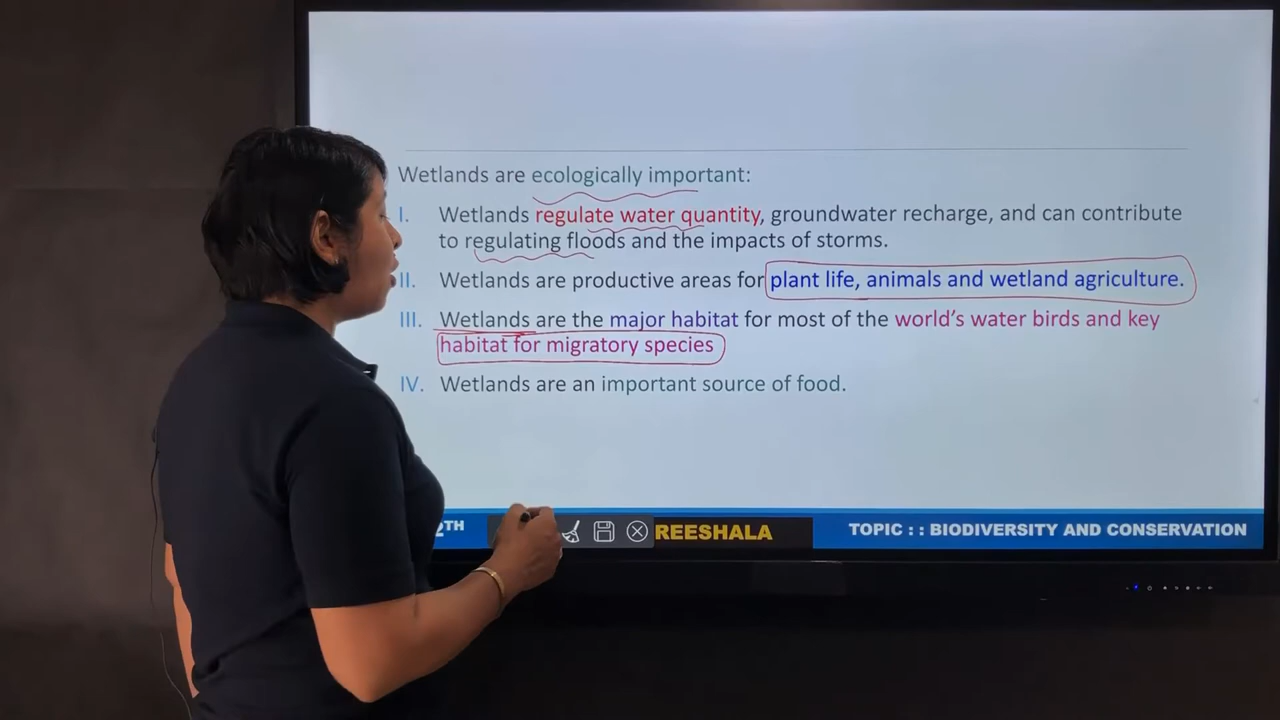 Wetlands are ecologically important:
I. Wetlands regulate water quantity, groundwater recharge, and can contribute
to regulating floods and the impacts of storms.
II. Wetlands are productive areas for plant life, animals and wetland agriculture.
III. Wetlands are the major habitat for most of the world's water birds and key
habitat for migratory species
IV. Wetlands are an important source of food.
REESHALA
TOPIC : : BIODIVERSITY AND CONSERVATION